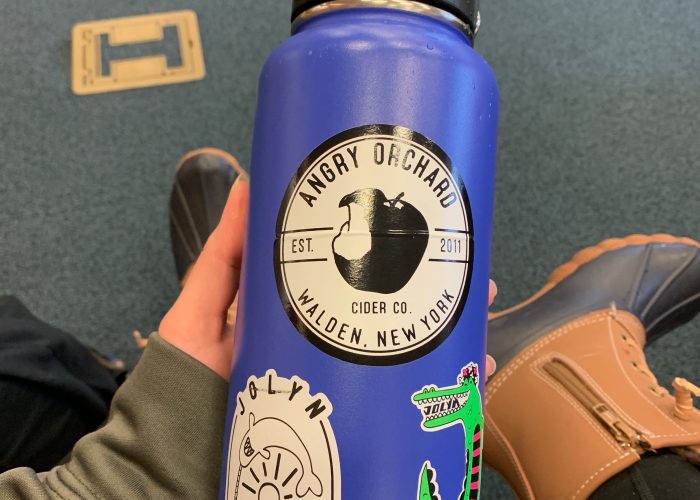 ANGRY ORCHARD
EST. 2011
CIDER CO.
WALDEN, NEW YORK
JOLYN
JOLYN